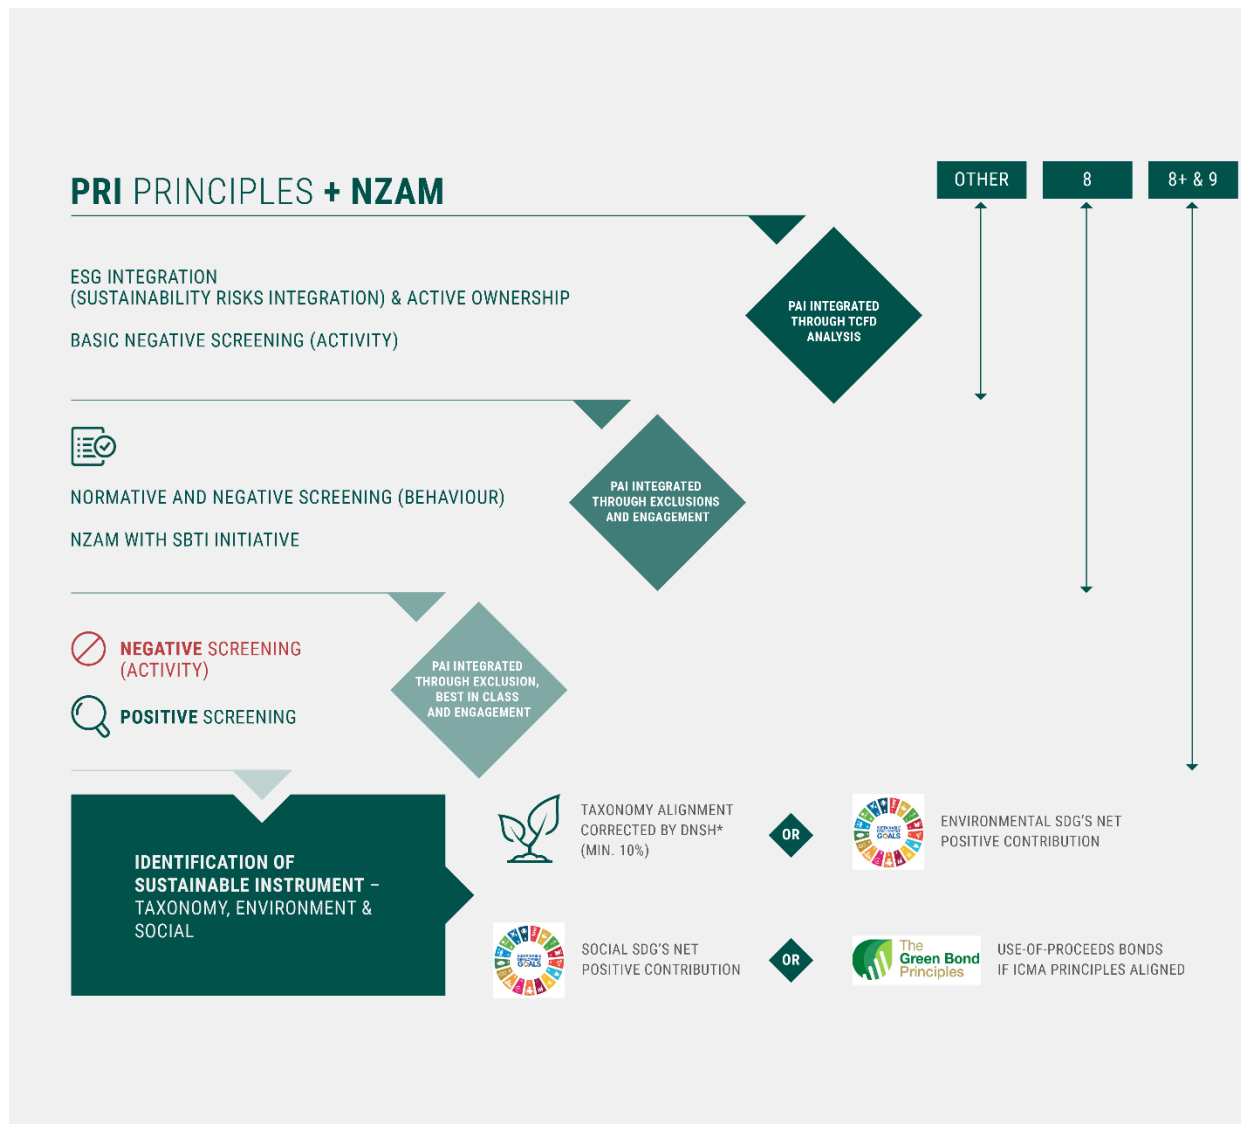 PRI PRINCIPLES + NZAM
OTHER
8
8+ & 9
ESG INTEGRATION
(SUSTAINABILITY RISKS INTEGRATION) & ACTIVE OWNERSHIP
BASIC NEGATIVE SCREENING (ACTIVITY)
PAI INTEGRATED
THROUGH TCFD
ANALYSIS
NORMATIVE AND NEGATIVE SCREENING (BEHAVIOUR)
NZAM WITH SBTI INITIATIVE
PAI INTEGRATED
THROUGH EXCLUSIONS
AND ENGAGEMENT
NEGATIVE SCREENING
(ACTIVITY)
POSITIVE SCREENING
PAI INTEGRATED
THROUGH EXCLUSION,
BEST IN CLASS
AND ENGAGEMENT
IDENTIFICATION OF
SUSTAINABLE INSTRUMENT –
TAXONOMY, ENVIRONMENT &
SOCIAL
TAXONOMY ALIGNMENT
CORRECTED BY DNSH*
(MIN. 10%)
OR
GOALS
ENVIRONMENTAL SDG'S NET
POSITIVE CONTRIBUTION
GOALS
SOCIAL SDG'S NET
POSITIVE CONTRIBUTION
OR
The
Green Bond
Principles
USE-OF-PROCEEDS BONDS
IF ICMA PRINCIPLES ALIGNED